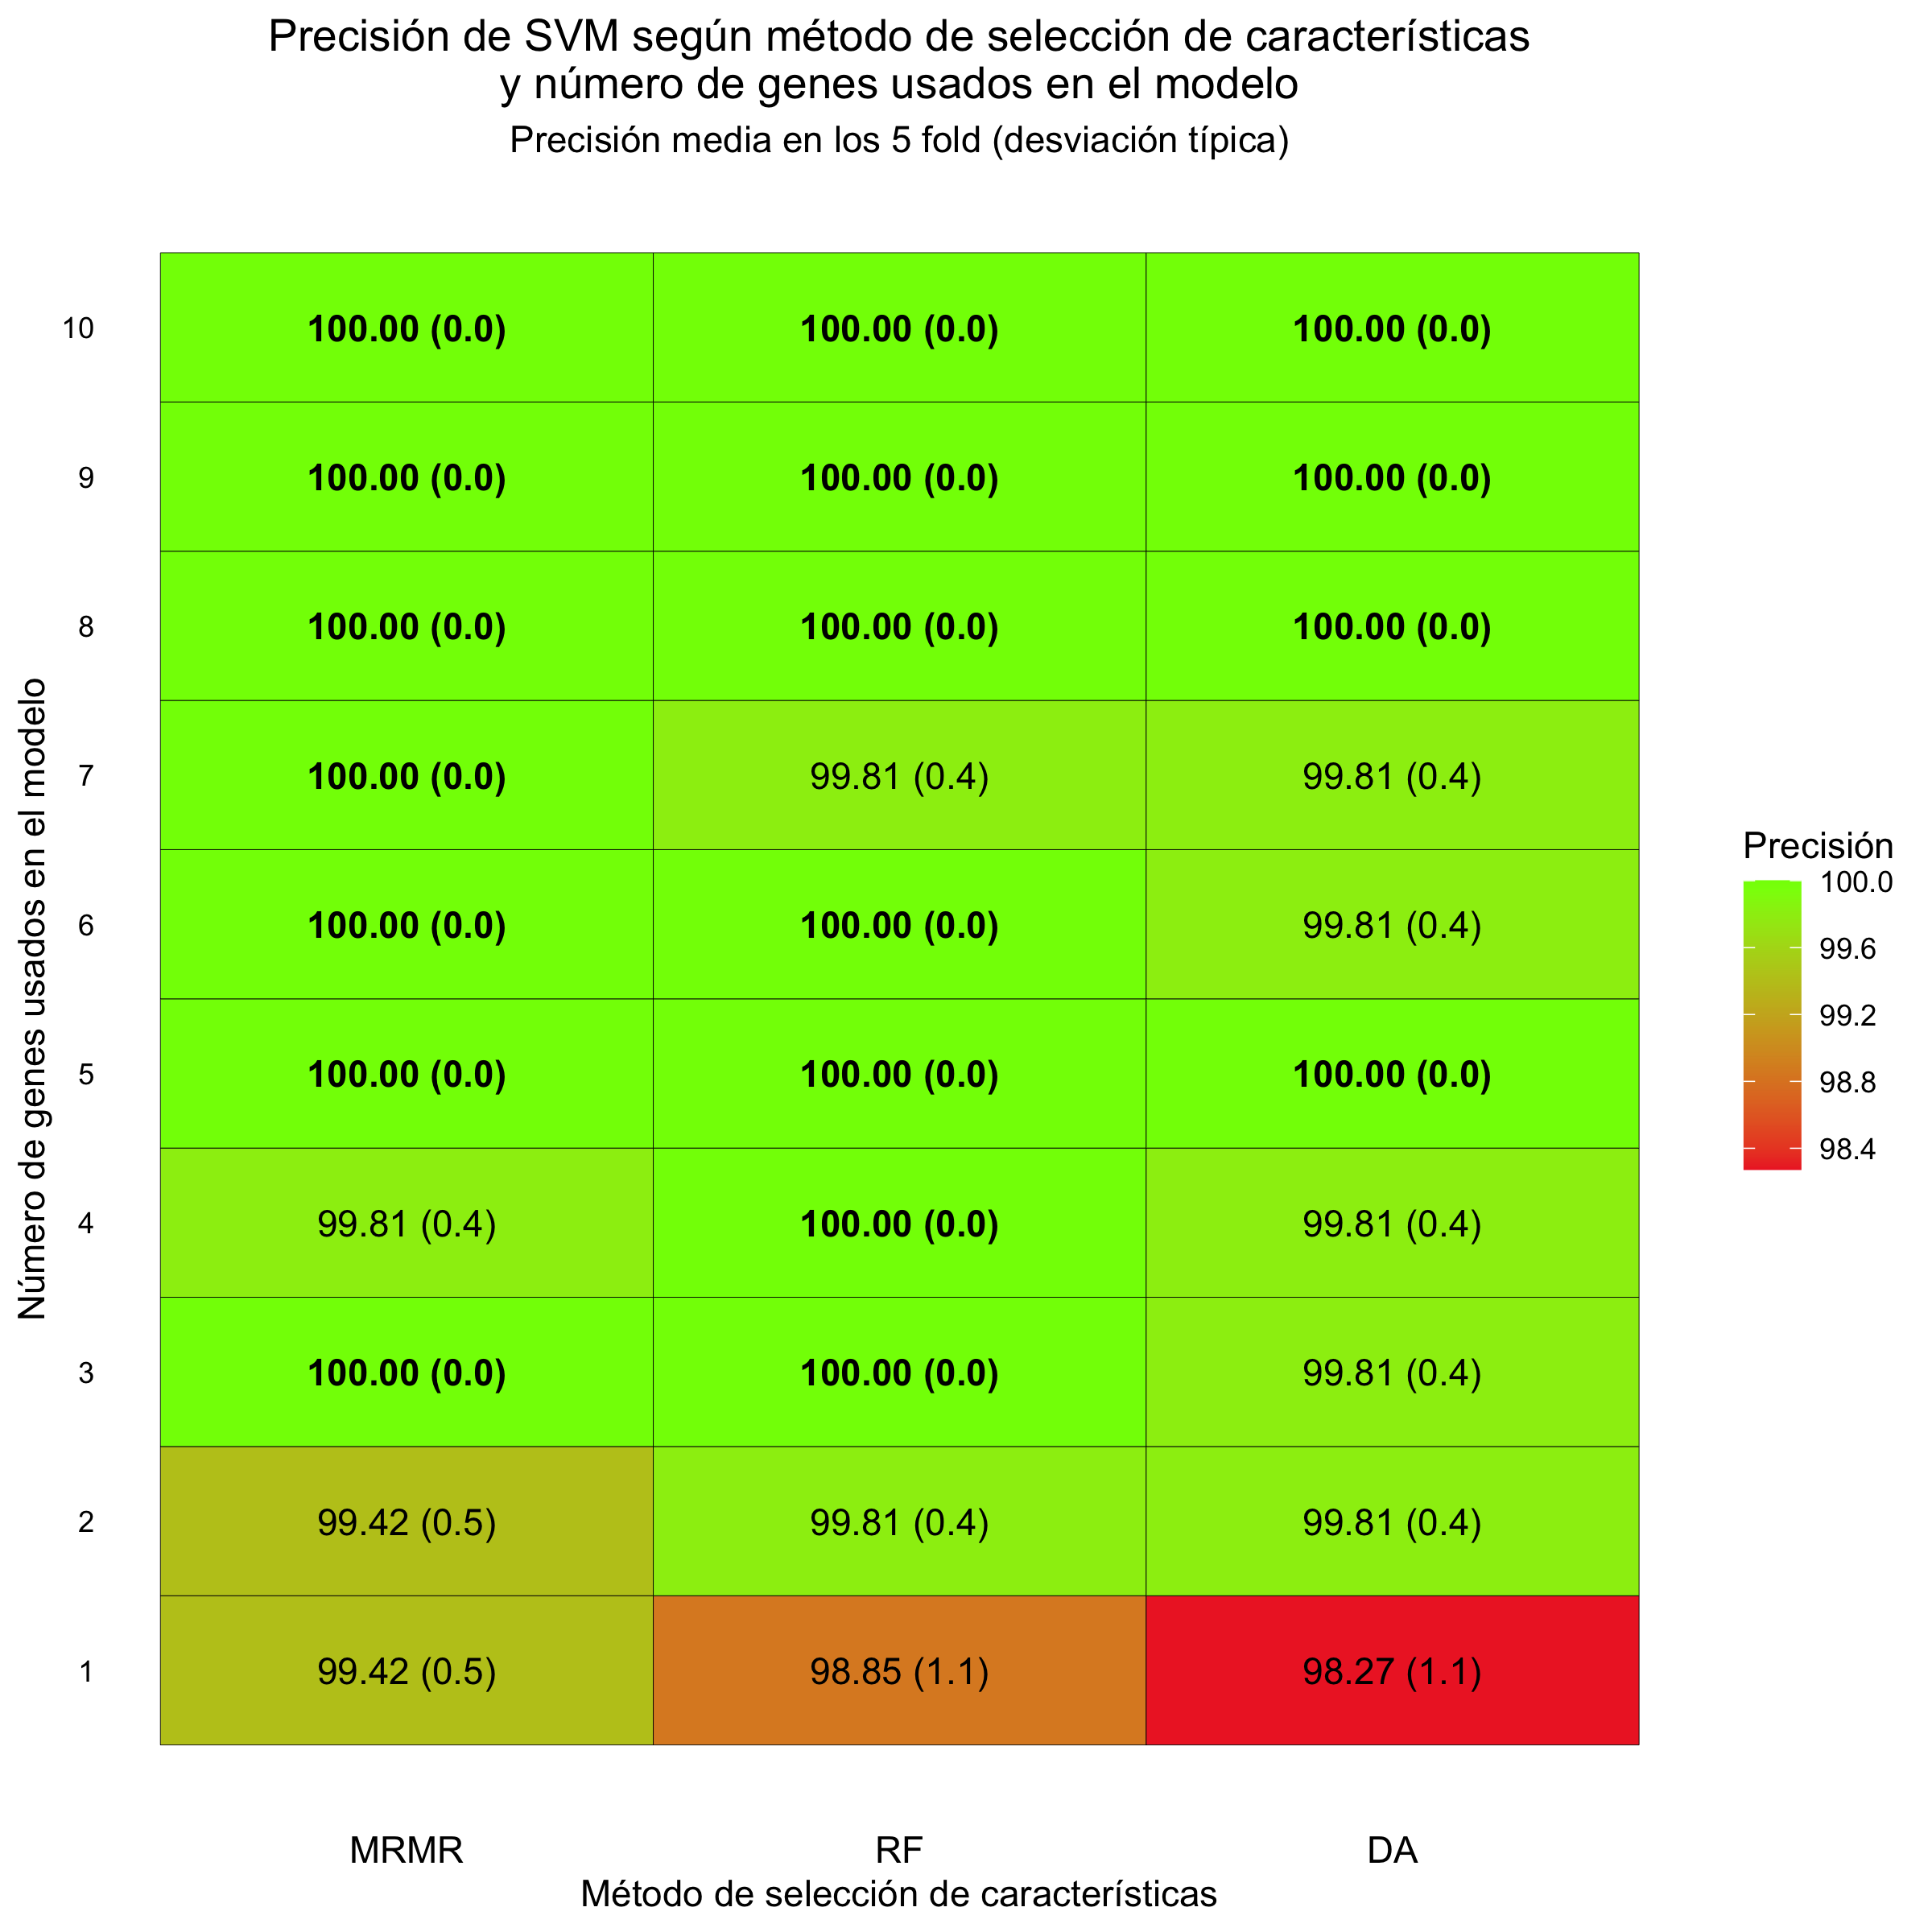 Precisión de SVM según método de selección de características
y número de genes usados en el modelo
Precisión media en los 5 fold (desviación típica)
Número de genes usados en el modelo
10 100.00 (0.0) 100.00 (0.0) 100.00 (0.0)
9 100.00 (0.0) 100.00 (0.0) 100.00 (0.0)
8 100.00 (0.0) 100.00 (0.0) 100.00 (0.0)
7 100.00 (0.0) 99.81 (0.4) 99.81 (0.4)
6 100.00 (0.0) 100.00 (0.0) 99.81 (0.4)
5 100.00 (0.0) 100.00 (0.0) 100.00 (0.0)
4 99.81 (0.4) 100.00 (0.0) 99.81 (0.4)
3 100.00 (0.0) 100.00 (0.0) 99.81 (0.4)
2 99.42 (0.5) 99.81 (0.4) 99.81 (0.4)
1 99.42 (0.5) 98.85 (1.1) 98.27 (1.1)
MRMR RF DA
Método de selección de características
Precisión
100.0
99.6
99.2
98.8
98.4